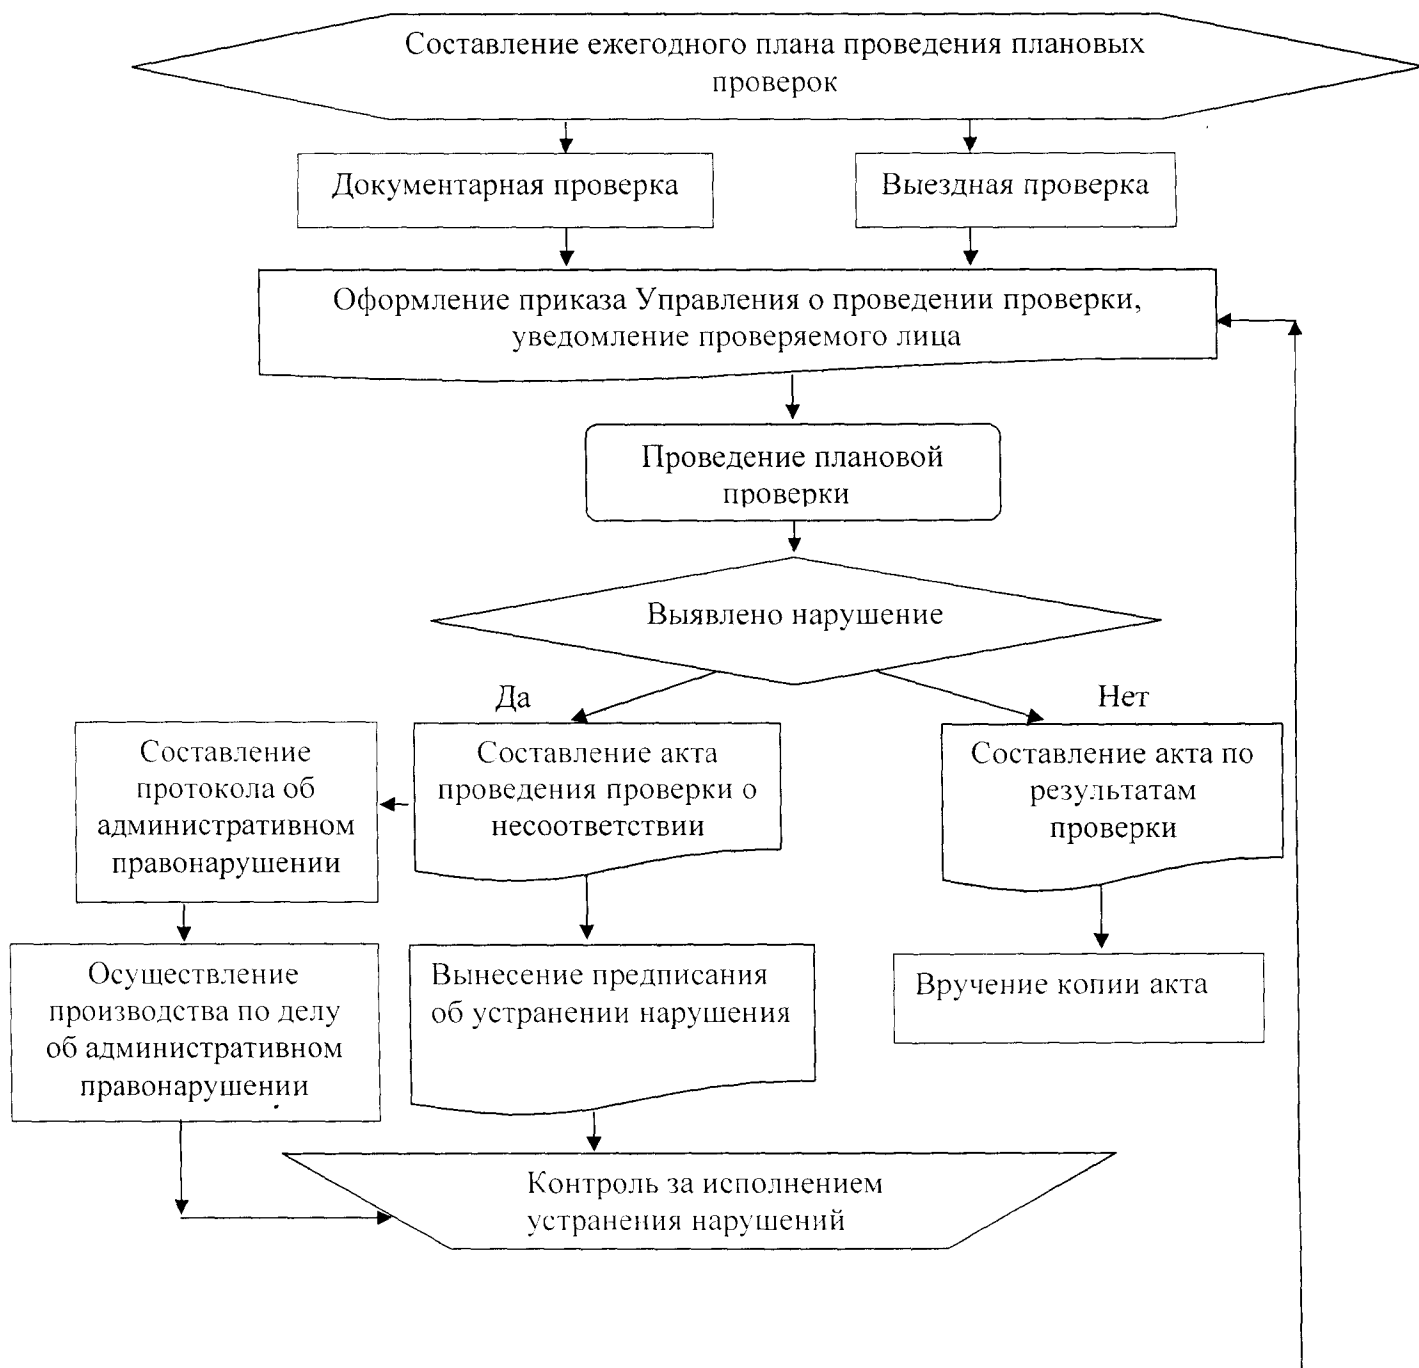 Составление ежегодного плана проведения плановых
проверок
Документарная проверка
Выездная проверка
Оформление приказа Управления о проведении проверки,
уведомление проверяемого лица
Проведение плановой
проверки
Выявлено нарушение
Да
Нет
Составление
протокола об
административном
правонарушении
Составление акта
проведения проверки о
несоответствии
Составление акта по
результатам
проверки
Осуществление
производства по делу
об административном
правонарушении
Вынесение предписания
об устранении нарушения
Вручение копии акта
Контроль за исполнением
устранения нарушений